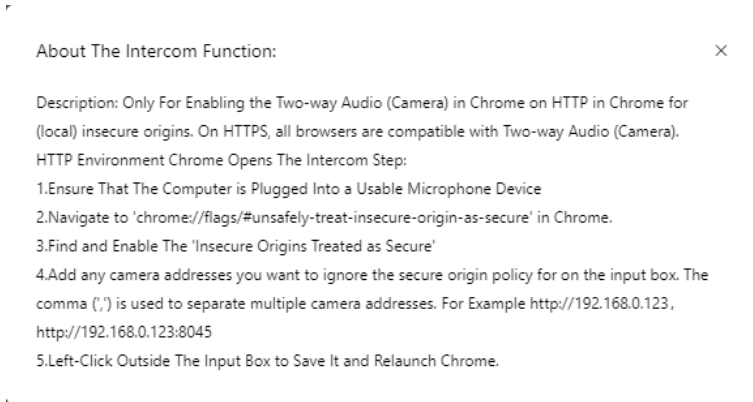 About The Intercom Function:
Description: Only For Enabling the Two-way Audio (Camera) in Chrome on HTTP in Chrome for
(local) insecure origins. On HTTPS, all browsers are compatible with Two-way Audio (Camera).
HTTP Environment Chrome Opens The Intercom Step:
1.Ensure That The Computer is Plugged Into a Usable Microphone Device
2.Navigate to 'chrome://flags/#unsafely-treat-insecure-origin-as-secure' in Chrome.
3.Find and Enable The 'Insecure Origins Treated as Secure'
4.Add any camera addresses you want to ignore the secure origin policy for on the input box. The
comma (',') is used to separate multiple camera addresses. For Example http://192.168.0.123,
http://192.168.0.123:8045
5.Left-Click Outside The Input Box to Save It and Relaunch Chrome.